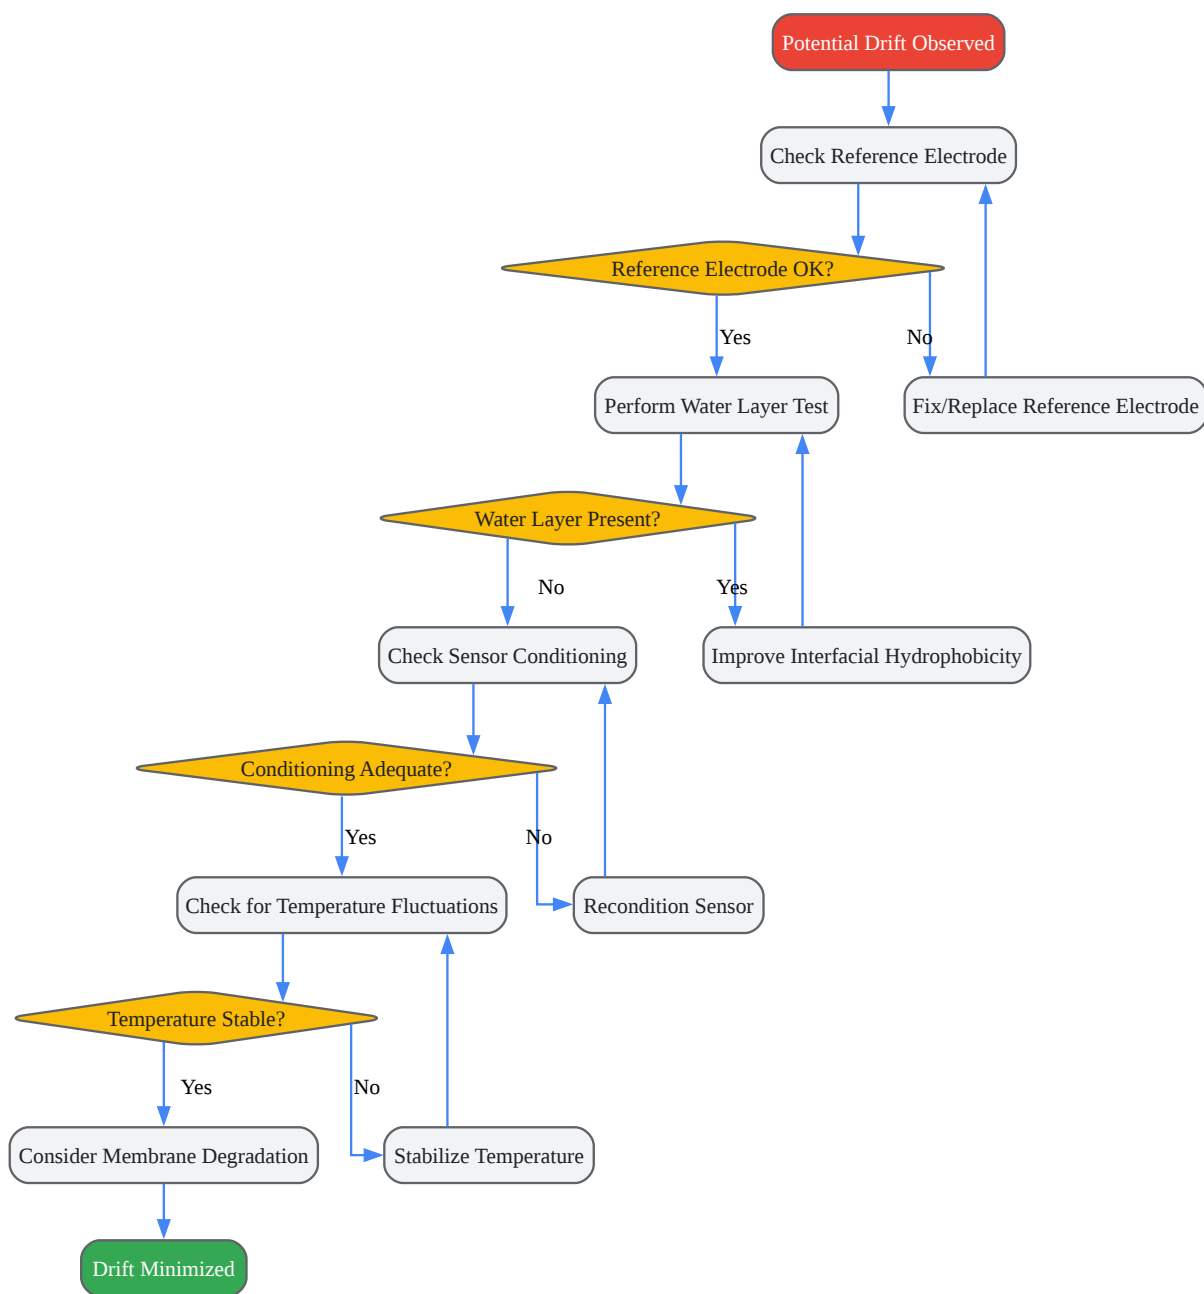 Potential Drift Observed
Check Reference Electrode
Reference Electrode OK?
Yes
No
Perform Water Layer Test
Fix/Replace Reference Electrode
Water Layer Present?
No
Yes
Check Sensor Conditioning
Improve Interfacial Hydrophobicity
Conditioning Adequate?
Yes
No
Check for Temperature Fluctuations
Recondition Sensor
Temperature Stable?
Yes
No
Consider Membrane Degradation
Stabilize Temperature
Drift Minimized